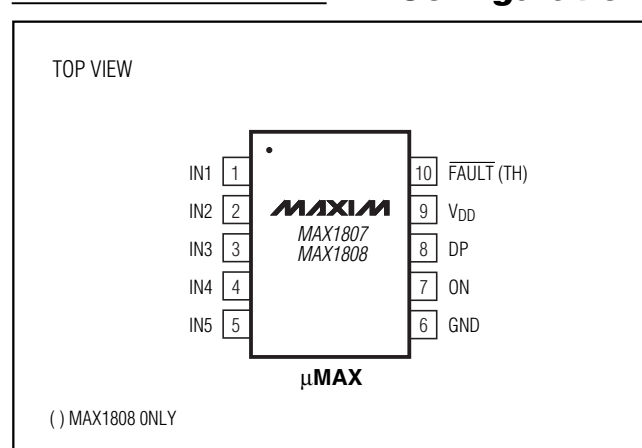 TOP VIEW
IN1 1
IN2 2
IN3 3
IN4 4
IN5 5
MAXIM
MAX1807
MAX1808
10 FAULT (TH)
9 VDD
8 DP
7 ON
6 GND
µMAX
( ) MAX1808 ONLY